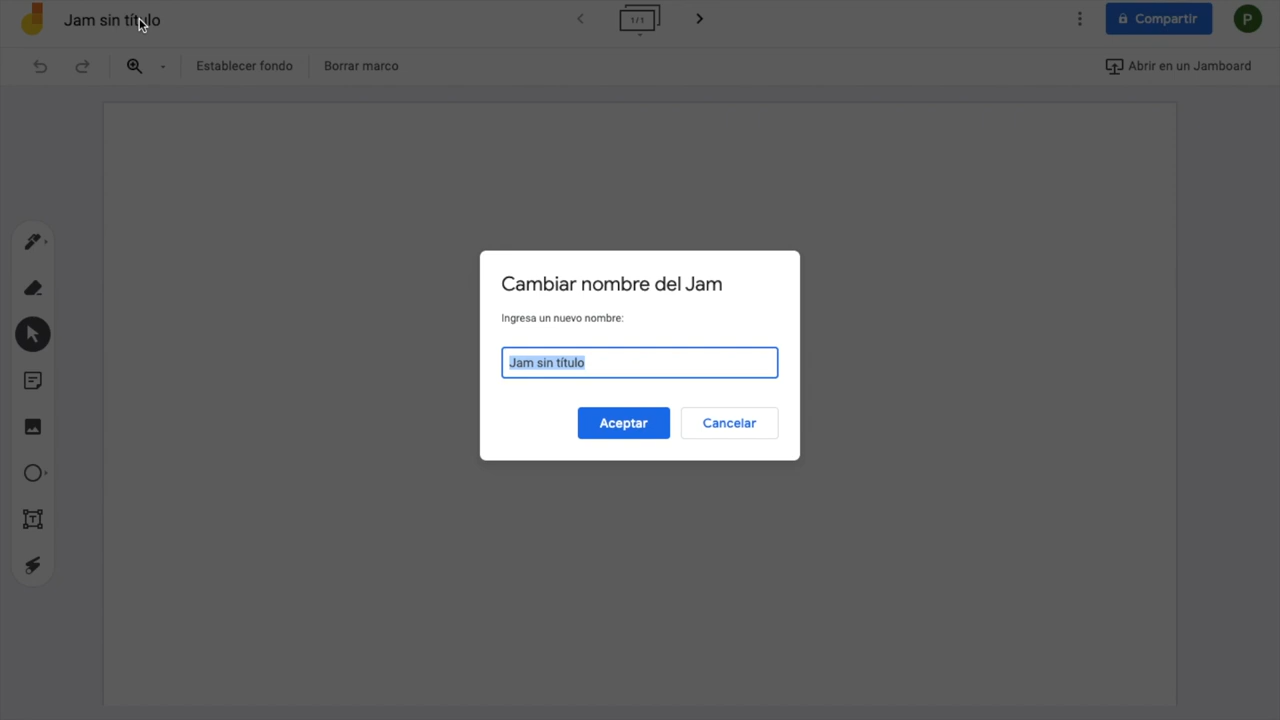 Jam sin título
1/1
Compartir
P
Establecer fondo
Borrar marco
Abrir en un Jamboard
Cambiar nombre del Jam
Ingresa un nuevo nombre:
Jam sin título
Aceptar
Cancelar
T